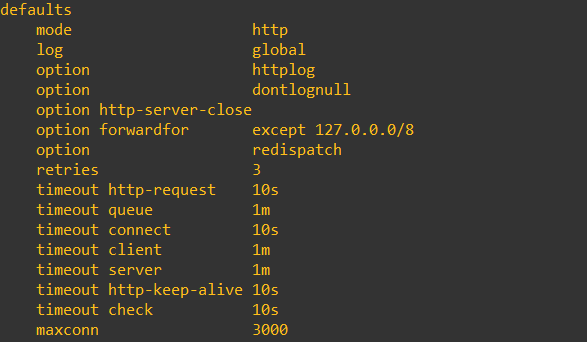 defaults
    mode                    http
    log                     global
    option                  httplog
    option                  dontlognull
    option http-server-close
    option forwardfor       except 127.0.0.0/8
    option                  redispatch
    retries                 3
    timeout http-request    10s
    timeout queue           1m
    timeout connect         10s
    timeout client          1m
    timeout server          1m
    timeout http-keep-alive 10s
    timeout check           10s
    maxconn                 3000